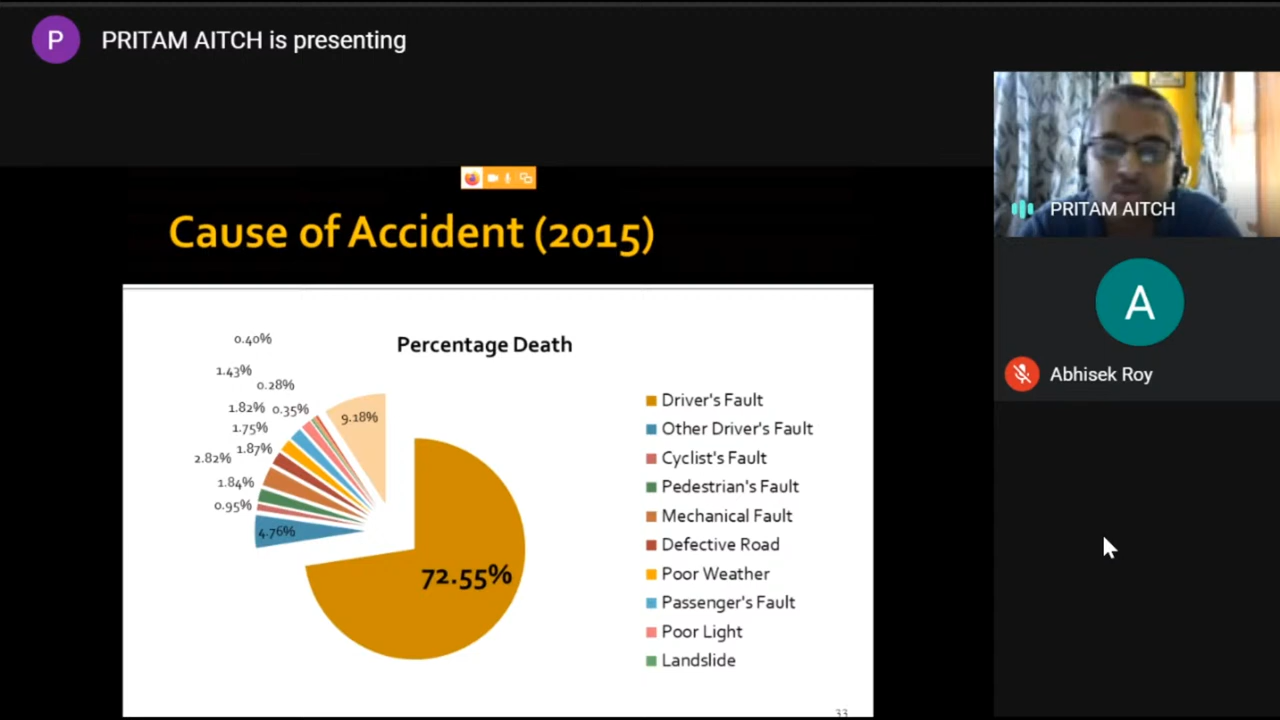 P
PRITAM AITCH is presenting
PRITAM AITCH
A
Abhisek Roy
Cause of Accident (2015)
Percentage Death
0.40%
1.43%
0.28%
1.82%
0.35%
9.18%
1.75%
1.87%
2.82%
1.84%
0.95%
4.76%
72.55%
Driver's Fault
Other Driver's Fault
Cyclist's Fault
Pedestrian's Fault
Mechanical Fault
Defective Road
Poor Weather
Passenger's Fault
Poor Light
Landslide
33